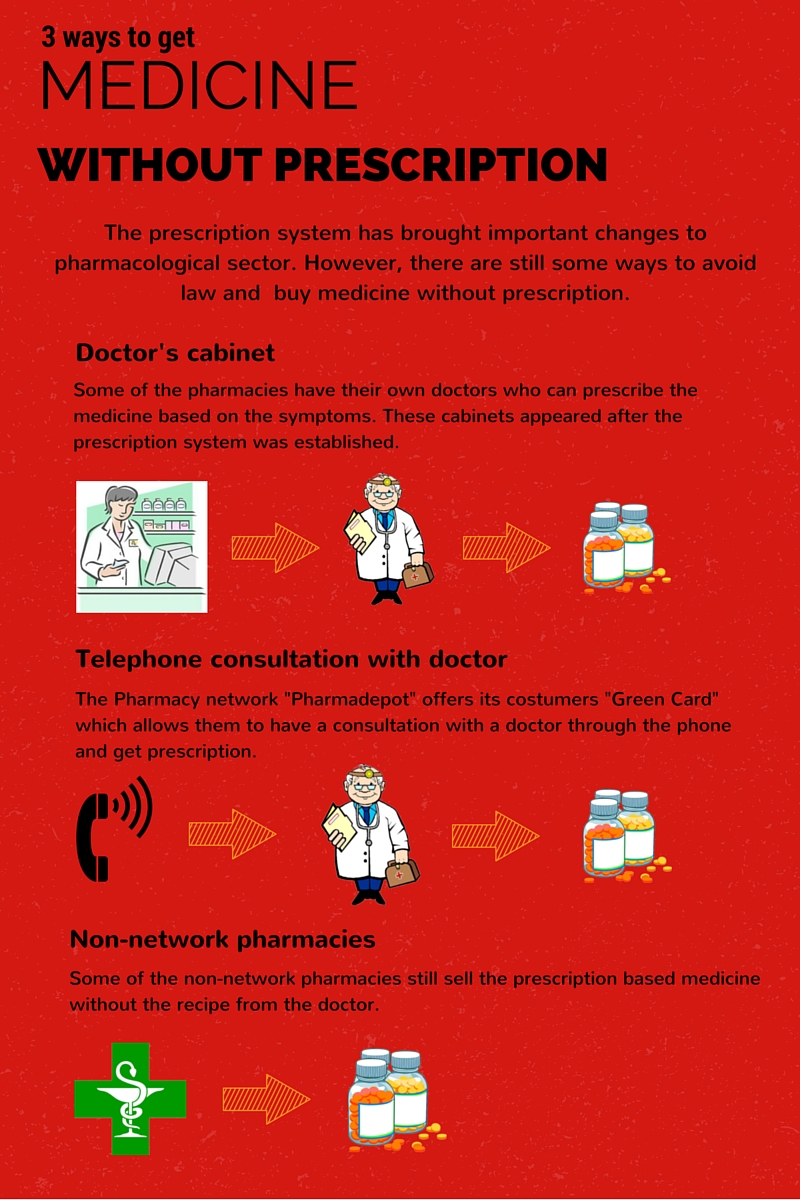 3 ways to get
MEDICINE
WITHOUT PRESCRIPTION
The prescription system has brought important changes to
pharmacological sector. However, there are still some ways to avoid
law and  buy medicine without prescription.
Doctor's cabinet
Some of the pharmacies have their own doctors who can prescribe the
medicine based on the symptoms. These cabinets appeared after the
prescription system was established.
Telephone consultation with doctor
The Pharmacy network "Pharmadepot" offers its costumers "Green Card"
which allows them to have a consultation with a doctor through the phone
and get prescription.
Non-network pharmacies
Some of the non-network pharmacies still sell the prescription based medicine
without the recipe from the doctor.